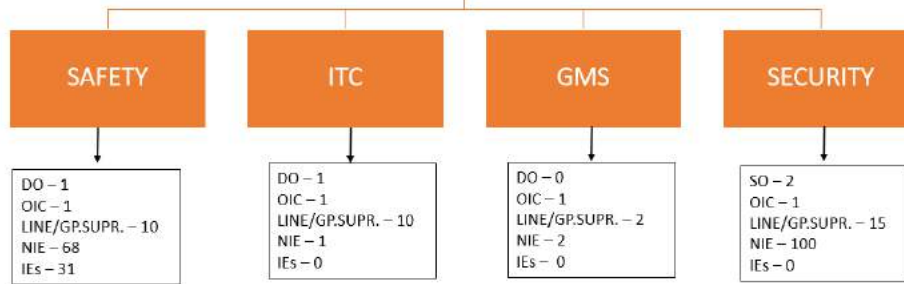 SAFETY
DO – 1
OIC – 1
LINE/GP.SUPR. – 10
NIE – 68
IEs – 31
ITC
DO – 1
OIC – 1
LINE/GP.SUPR. – 10
NIE – 1
IEs – 0
GMS
DO – 0
OIC – 1
LINE/GP.SUPR. – 2
NIE – 2
IEs – 0
SECURITY
SO – 2
OIC – 1
LINE/GP.SUPR. – 15
NIE – 100
IEs – 0